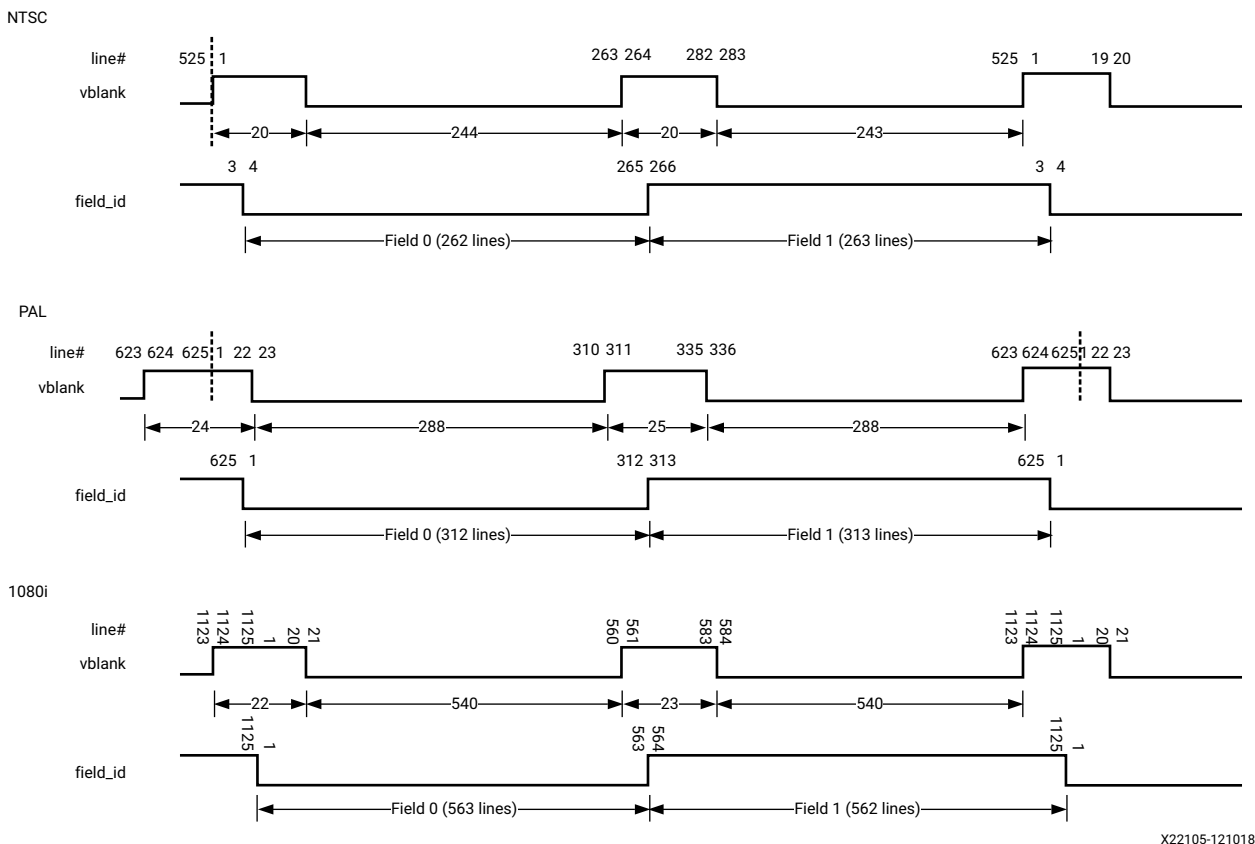 NTSC
line# 525 1 263 264 282 283 525 1 19 20
vblank
20 244 20 243
3 4 265 266 3 4
field_id
Field 0 (262 lines) Field 1 (263 lines)
PAL
line# 623 624 625 1 22 23 310 311 335 336 623 624 625 1 22 23
vblank
24 288 25 288
625 1 312 313 625 1
field_id
Field 0 (312 lines) Field 1 (313 lines)
1080i
line# 1123 1124 1125 1 20 21 560 561 583 584 1123 1124 1125 1 20 21
vblank
22 540 23 540
1125 1 563 564 1125 1
field_id
Field 0 (563 lines) Field 1 (562 lines)
X22105-121018